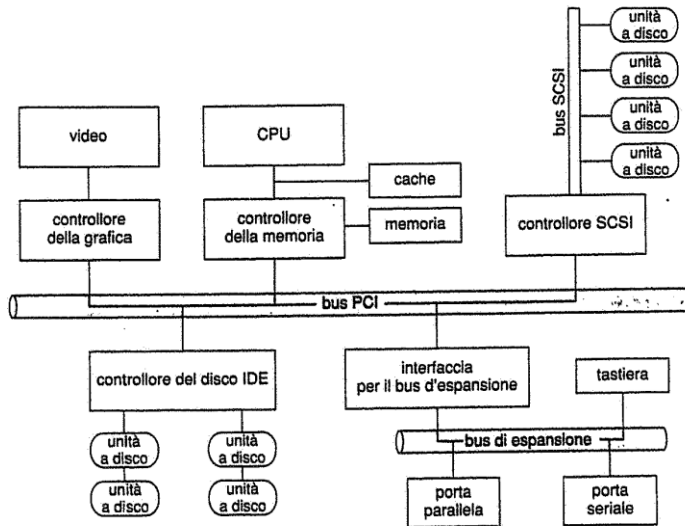 unità
a disco
unità
a disco
unità
a disco
unità
a disco
bus SCSI
video
CPU
cache
controllore
della grafica
controllore
della memoria
memoria
controllore SCSI
bus PCI
controllore del disco IDE
interfaccia
per il bus d'espansione
tastiera
unità
a disco
unità
a disco
unità
a disco
unità
a disco
bus di espansione
porta
parallela
porta
seriale